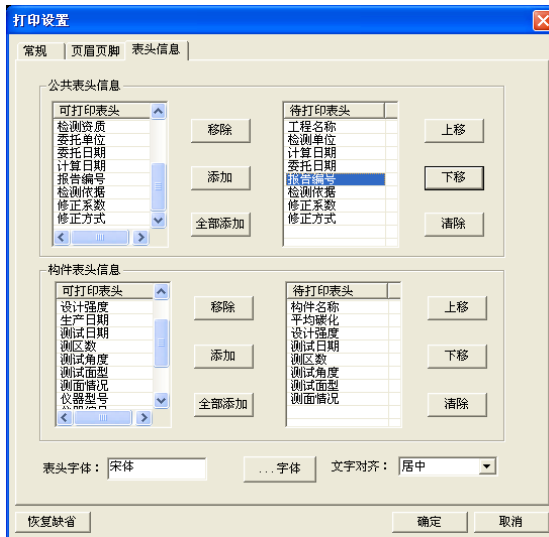 打印设置
常规 页眉页脚 表头信息
公共表头信息
可打印表头
检测资质
委托单位
委托日期
计算日期
报告编号
检测依据
修正系数
修正方式
移除
添加
全部添加
待打印表头
工程名称
检测单位
计算日期
委托日期
报告编号
检测依据
修正系数
修正方式
上移
下移
清除
构件表头信息
可打印表头
设计强度
生产日期
测试日期
测区数
测试角度
测试面型
测面情况
仪器型号
移除
添加
全部添加
待打印表头
构件名称
平均碳化
设计强度
测试日期
测区数
测试角度
测试面型
测面情况
上移
下移
清除
表头字体： 宋体 ...字体 文字对齐： 居中
恢复缺省 确定 取消